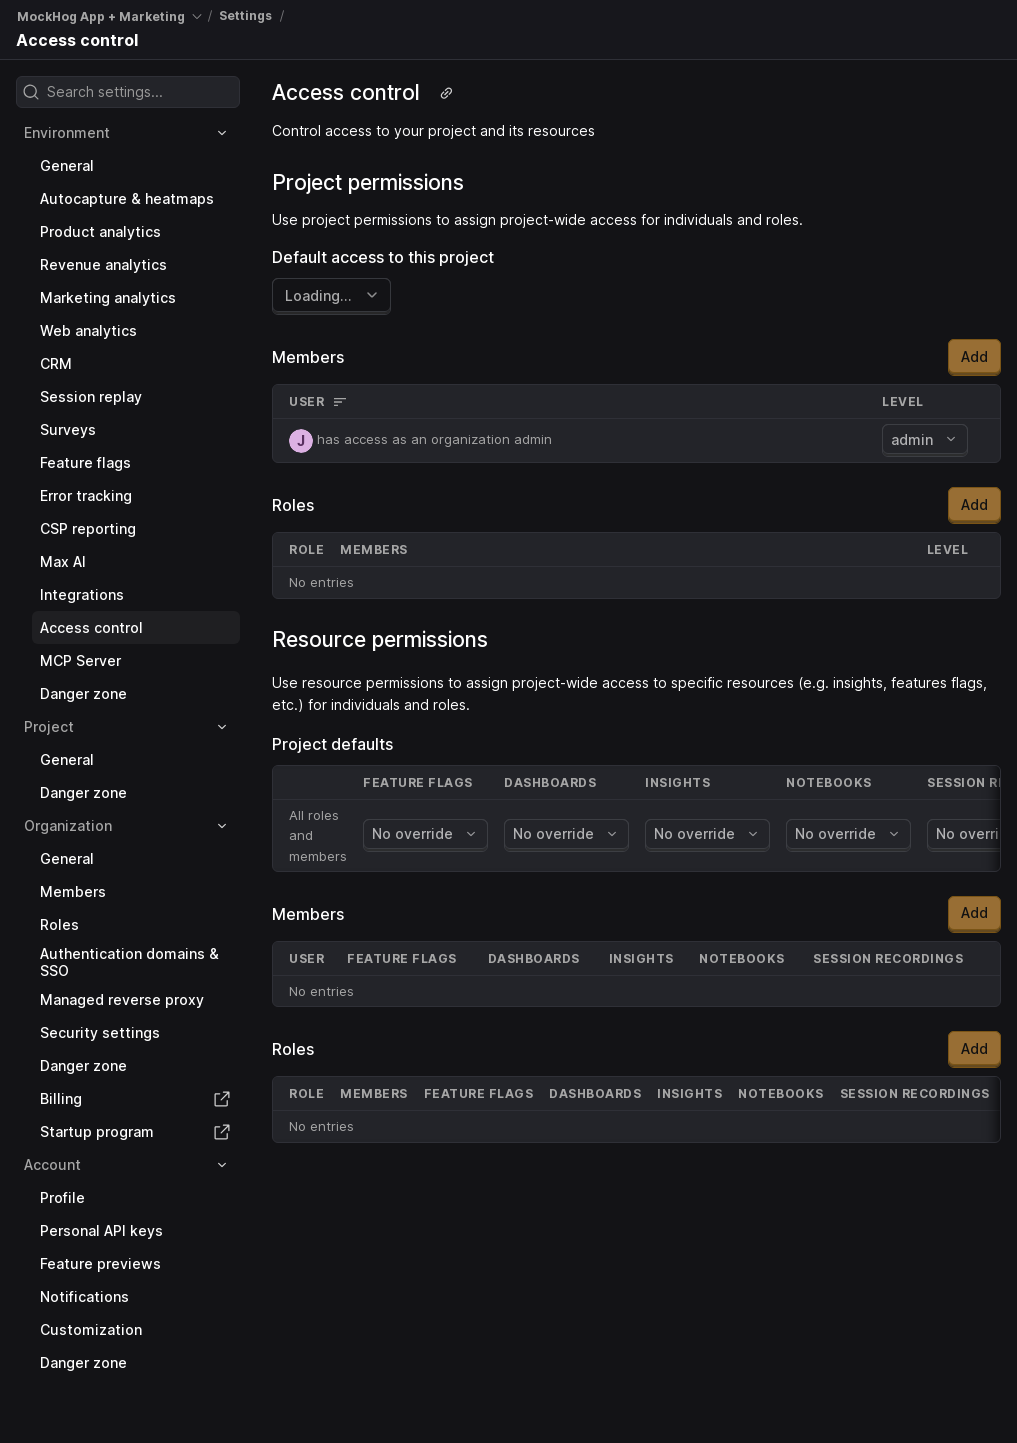 MockHog App + Marketing / Settings /
Access control
Search settings...
Environment
General
Autocapture & heatmaps
Product analytics
Revenue analytics
Marketing analytics
Web analytics
CRM
Session replay
Surveys
Feature flags
Error tracking
CSP reporting
Max AI
Integrations
Access control
MCP Server
Danger zone
Project
General
Danger zone
Organization
General
Members
Roles
Authentication domains &
SSO
Managed reverse proxy
Security settings
Danger zone
Billing
Startup program
Account
Profile
Personal API keys
Feature previews
Notifications
Customization
Danger zone
Access control
Control access to your project and its resources
Project permissions
Use project permissions to assign project-wide access for individuals and roles.
Default access to this project
Loading...
Members Add
USER LEVEL
J has access as an organization admin admin
Roles Add
ROLE MEMBERS LEVEL
No entries
Resource permissions
Use resource permissions to assign project-wide access to specific resources (e.g. insights, features flags,
etc.) for individuals and roles.
Project defaults
FEATURE FLAGS DASHBOARDS INSIGHTS NOTEBOOKS SESSION
All roles
and
members
No override No override No override No override No
Members Add
USER FEATURE FLAGS DASHBOARDS INSIGHTS NOTEBOOKS SESSION RECORDINGS
No entries
Roles Add
ROLE MEMBERS FEATURE FLAGS DASHBOARDS INSIGHTS NOTEBOOKS SESSION RECORDINGS
No entries